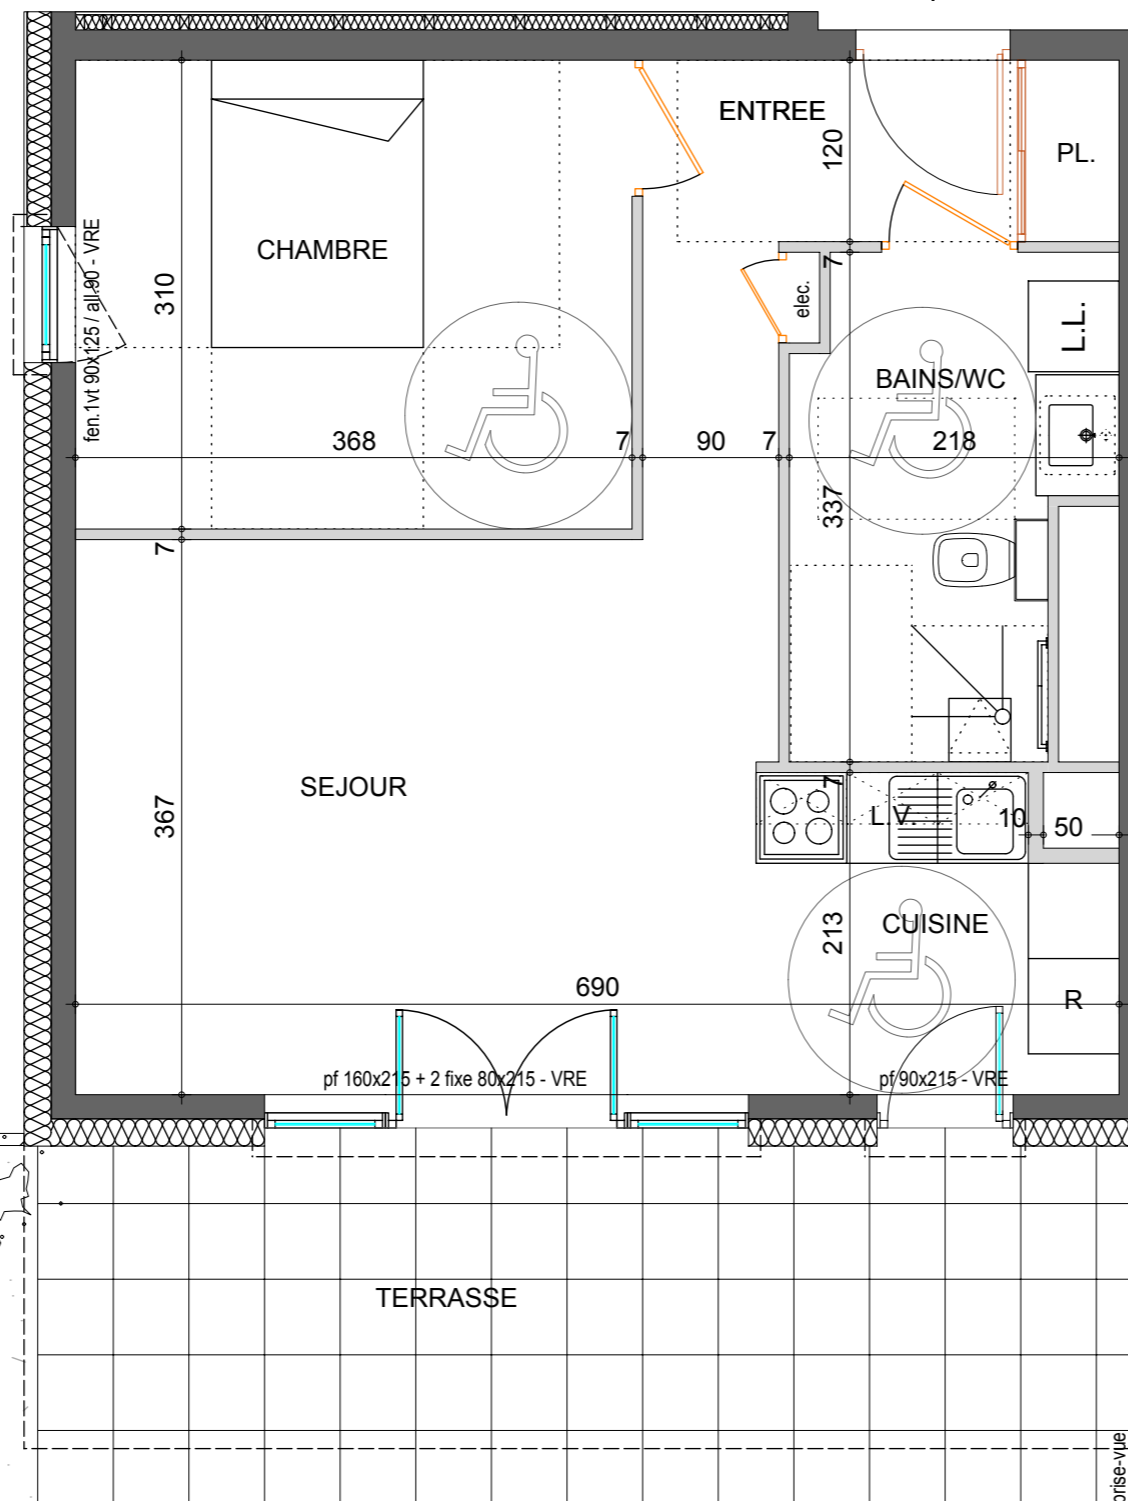 ENTREE
120
PL.
CHAMBRE
310
fen.1vt 90x125 / all.90 - VRE
7
elec.
L.L.
BAINS/WC
368
7
90
7
218
337
7
SEJOUR
367
7
L.V.
10
50
213
CUISINE
690
R
pf 160x215 + 2 fixe 80x215 - VRE
pf 90x215 - VRE
TERRASSE
brise-vue